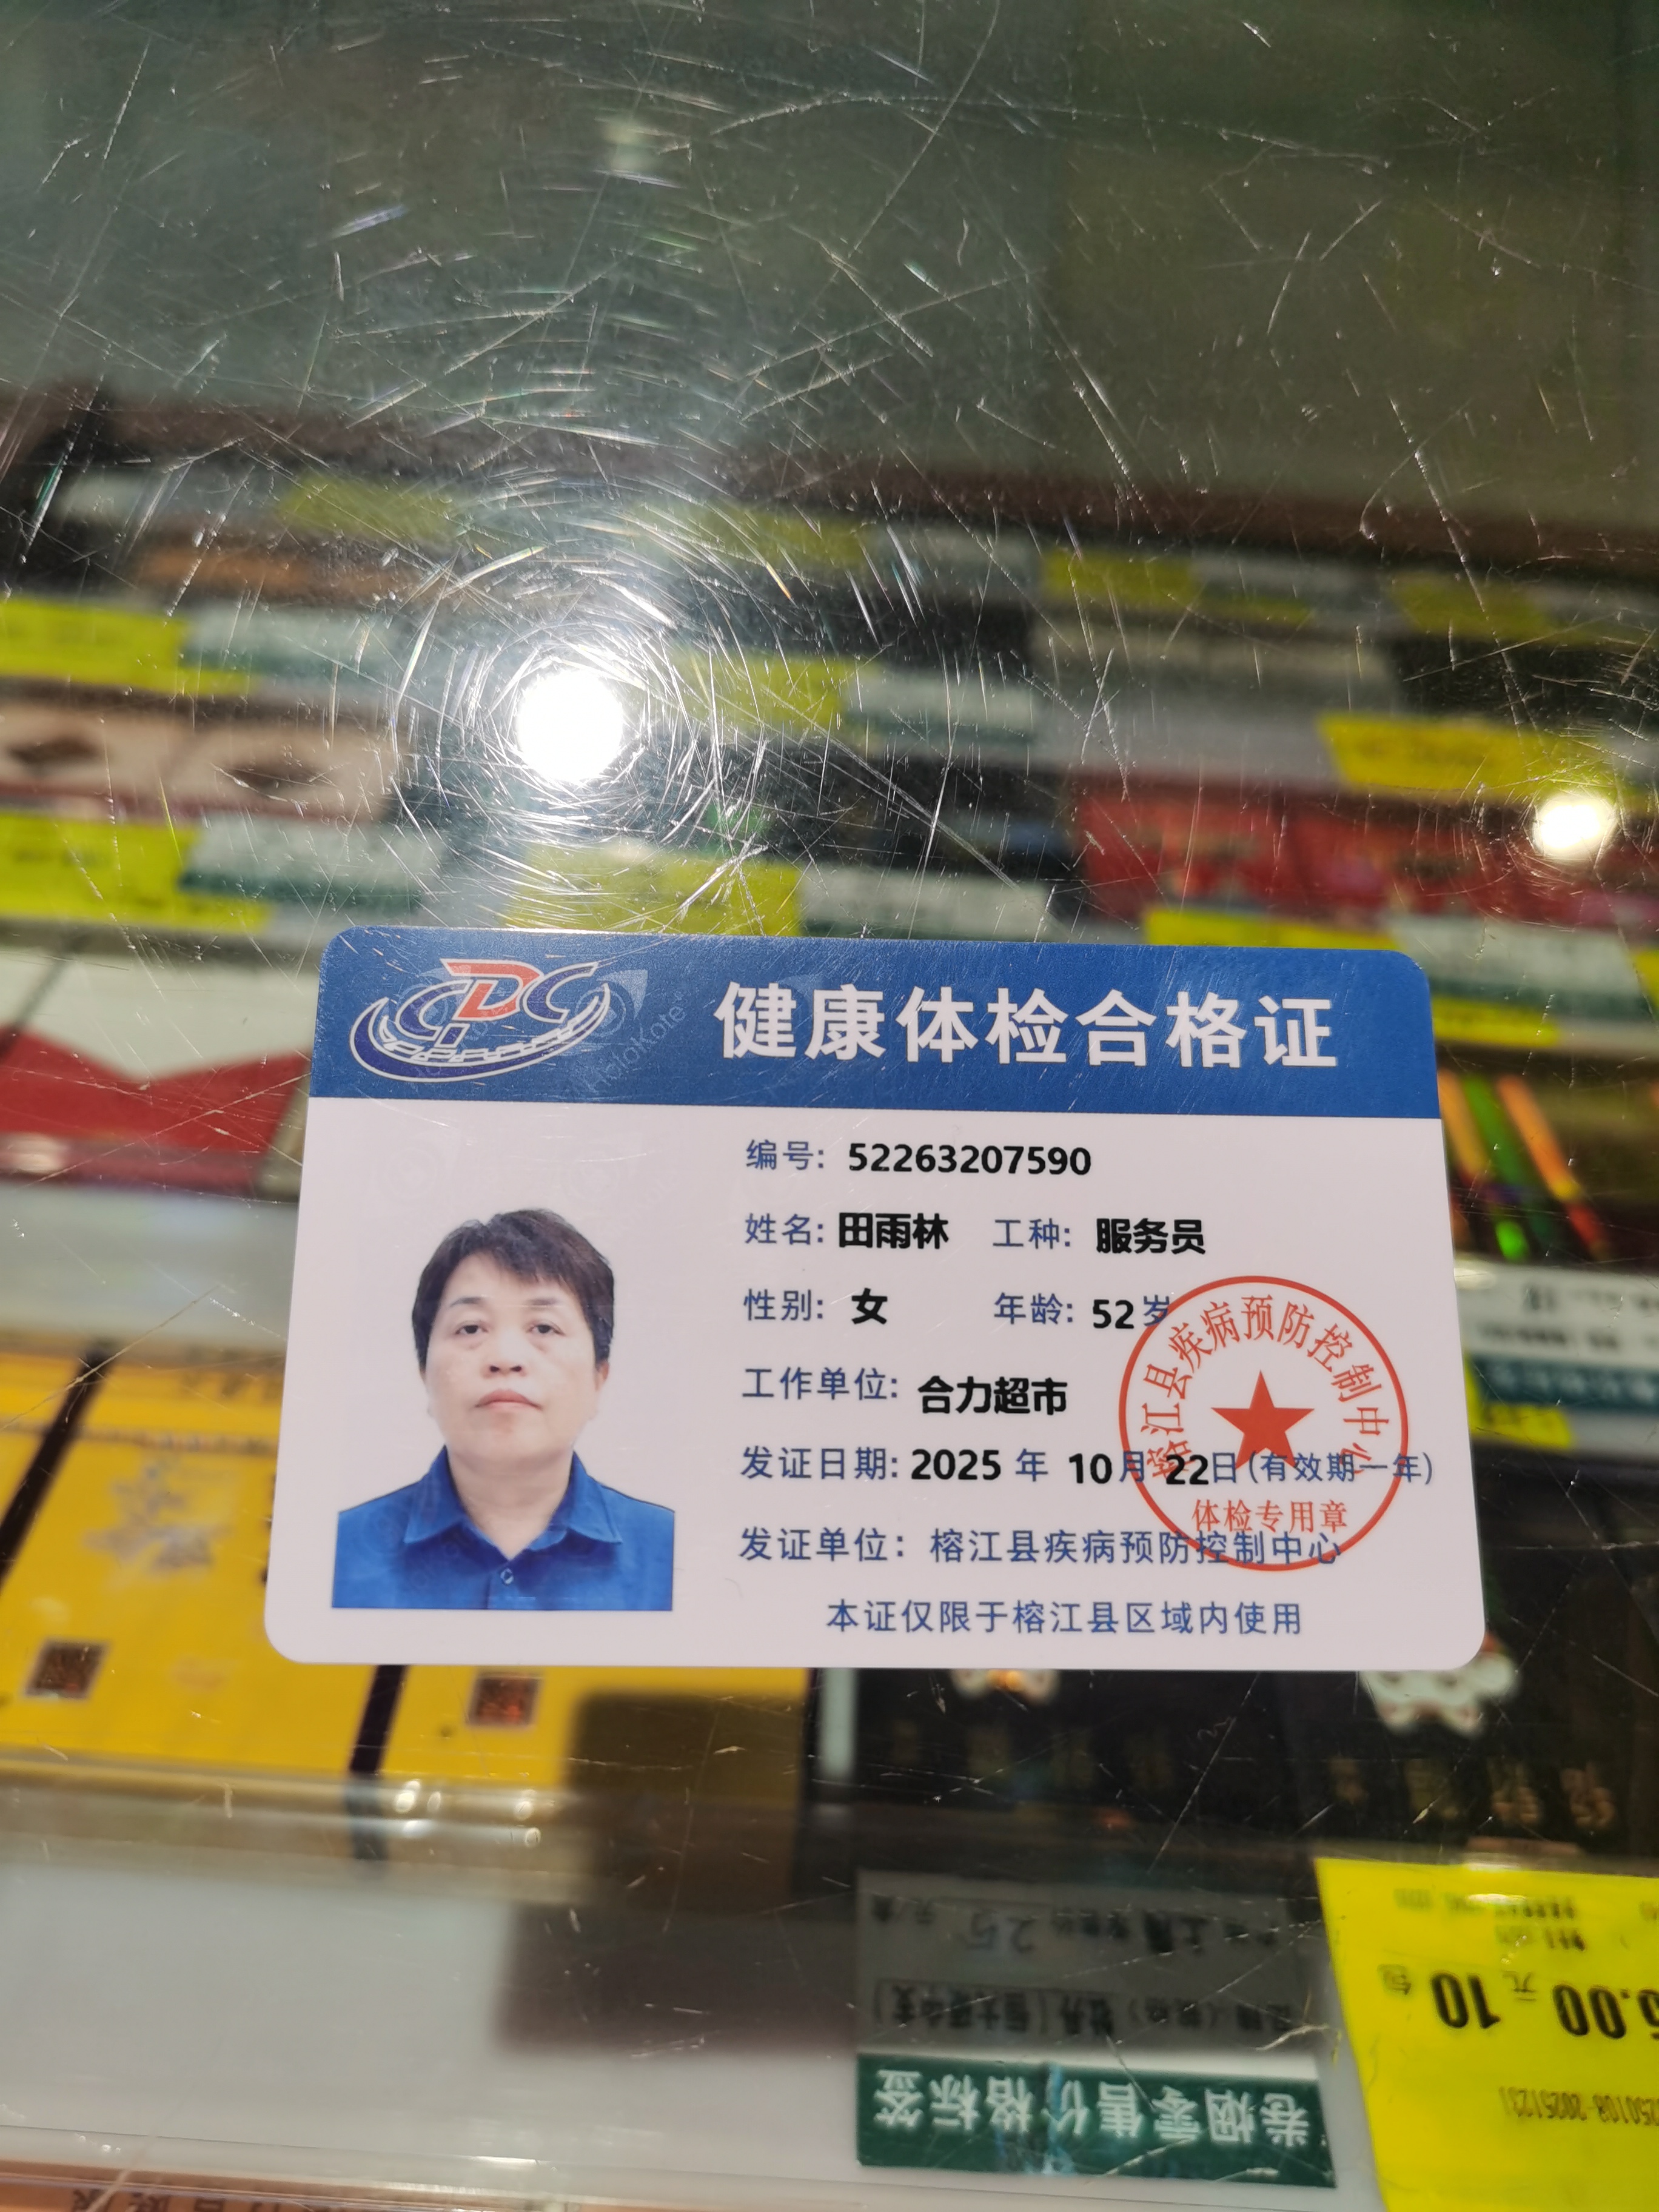 CDC
健康体检合格证
编号: 52263207590
姓名: 田雨林 工种: 服务员
性别: 女 年龄: 52岁
工作单位: 合力超市
发证日期: 2025 年 10月 22日(有效期一年)
发证单位: 榕江县疾病预防控制中心
本证仅限于榕江县区域内使用
榕江县疾病预防控制中心
体检专用章
HoloKote
卷烟零售价格标签